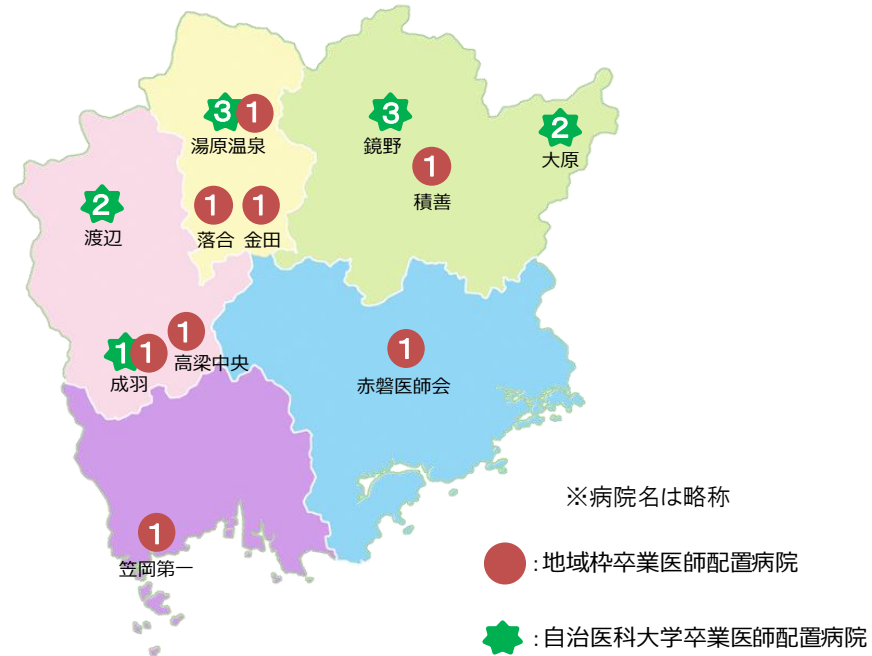 3 1
湯原温泉
3
鏡野
2
大原
1
積善
2
渡辺
1 1
落合 金田
1 1
成羽
1
高梁中央
1
赤磐医師会
1
笠岡第一
※病院名は略称
:地域枠卒業医師配置病院
:自治医科大学卒業医師配置病院